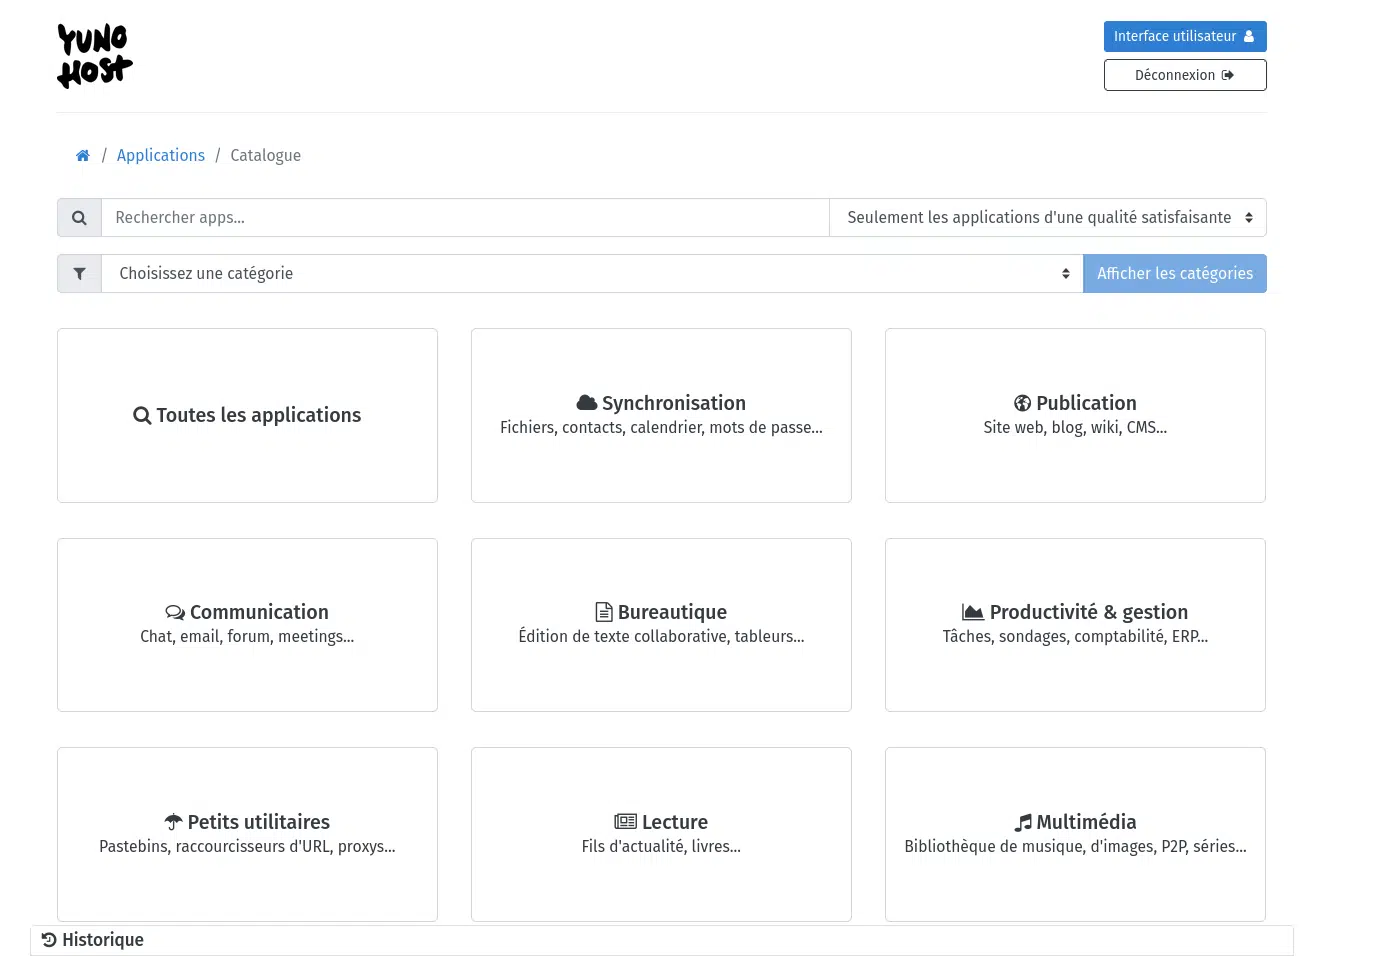 YUNO
HOST
Interface utilisateur
Déconnexion
/ Applications / Catalogue
Rechercher apps...
Seulement les applications d'une qualité satisfaisante
Choisissez une catégorie
Afficher les catégories
Toutes les applications
Synchronisation
Fichiers, contacts, calendrier, mots de passe...
Publication
Site web, blog, wiki, CMS...
Communication
Chat, email, forum, meetings...
Bureautique
Édition de texte collaborative, tableurs...
Productivité & gestion
Tâches, sondages, comptabilité, ERP...
Petits utilitaires
Pastebins, raccourcisseurs d'URL, proxys...
Lecture
Fils d'actualité, livres...
Multimédia
Bibliothèque de musique, d'images, P2P, séries...
Historique